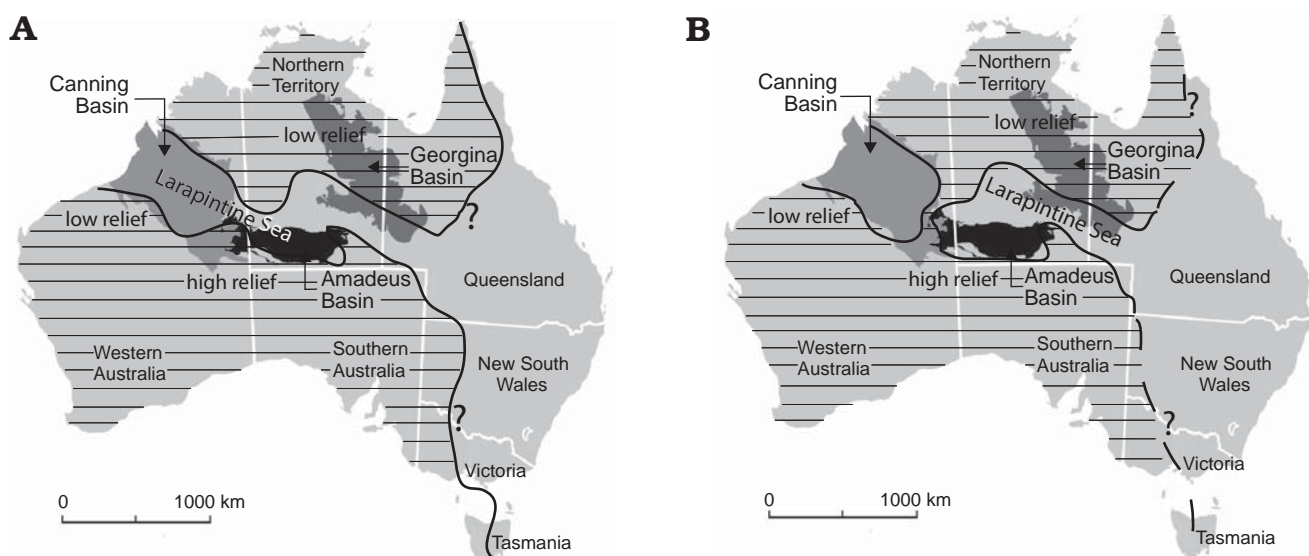 A
Northern
Territory
Canning
Basin
low relief
Georgina
Basin
Larapintine Sea
low relief
?
high relief
Amadeus
Basin
Queensland
Western
Australia
Southern
Australia
New South
Wales
?
Victoria
0 1000 km
Tasmania
B
Northern
Territory
Canning
Basin
?
low relief
Georgina
Basin
Larapintine Sea
low relief
high relief
Amadeus
Basin
Queensland
Western
Australia
Southern
Australia
New South
Wales
?
Victoria
0 1000 km
Tasmania